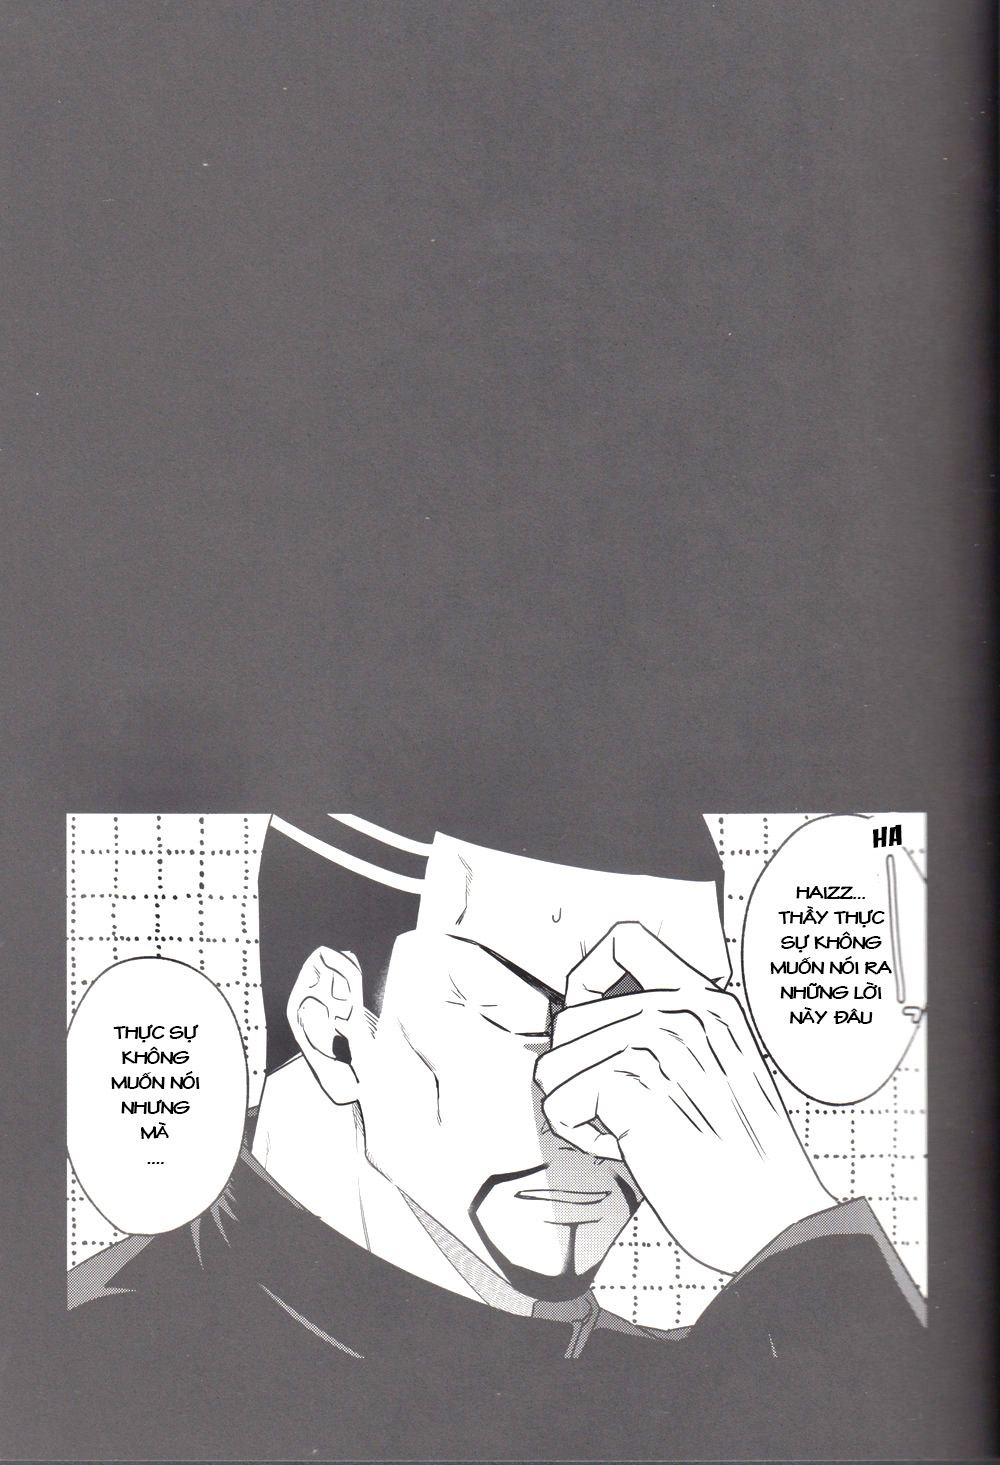 HA
HAIZZ...
THẦY THỰC
SỰ KHÔNG
MUỐN NÓI RA
NHỮNG LỜI
NÀY ĐÂU
THỰC SỰ
KHÔNG
MUỐN NÓI
NHƯNG
MÀ
....